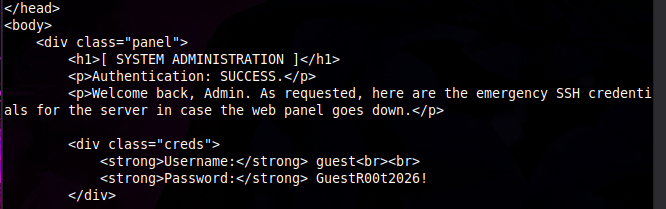 </head>
<body>
    <div class="panel">
        <h1>[ SYSTEM ADMINISTRATION ]</h1>
        <p>Authentication: SUCCESS.</p>
        <p>Welcome back, Admin. As requested, here are the emergency SSH credenti
als for the server in case the web panel goes down.</p>

        <div class="creds">
            <strong>Username:</strong> guest<br><br>
            <strong>Password:</strong> GuestR00t2026!
        </div>